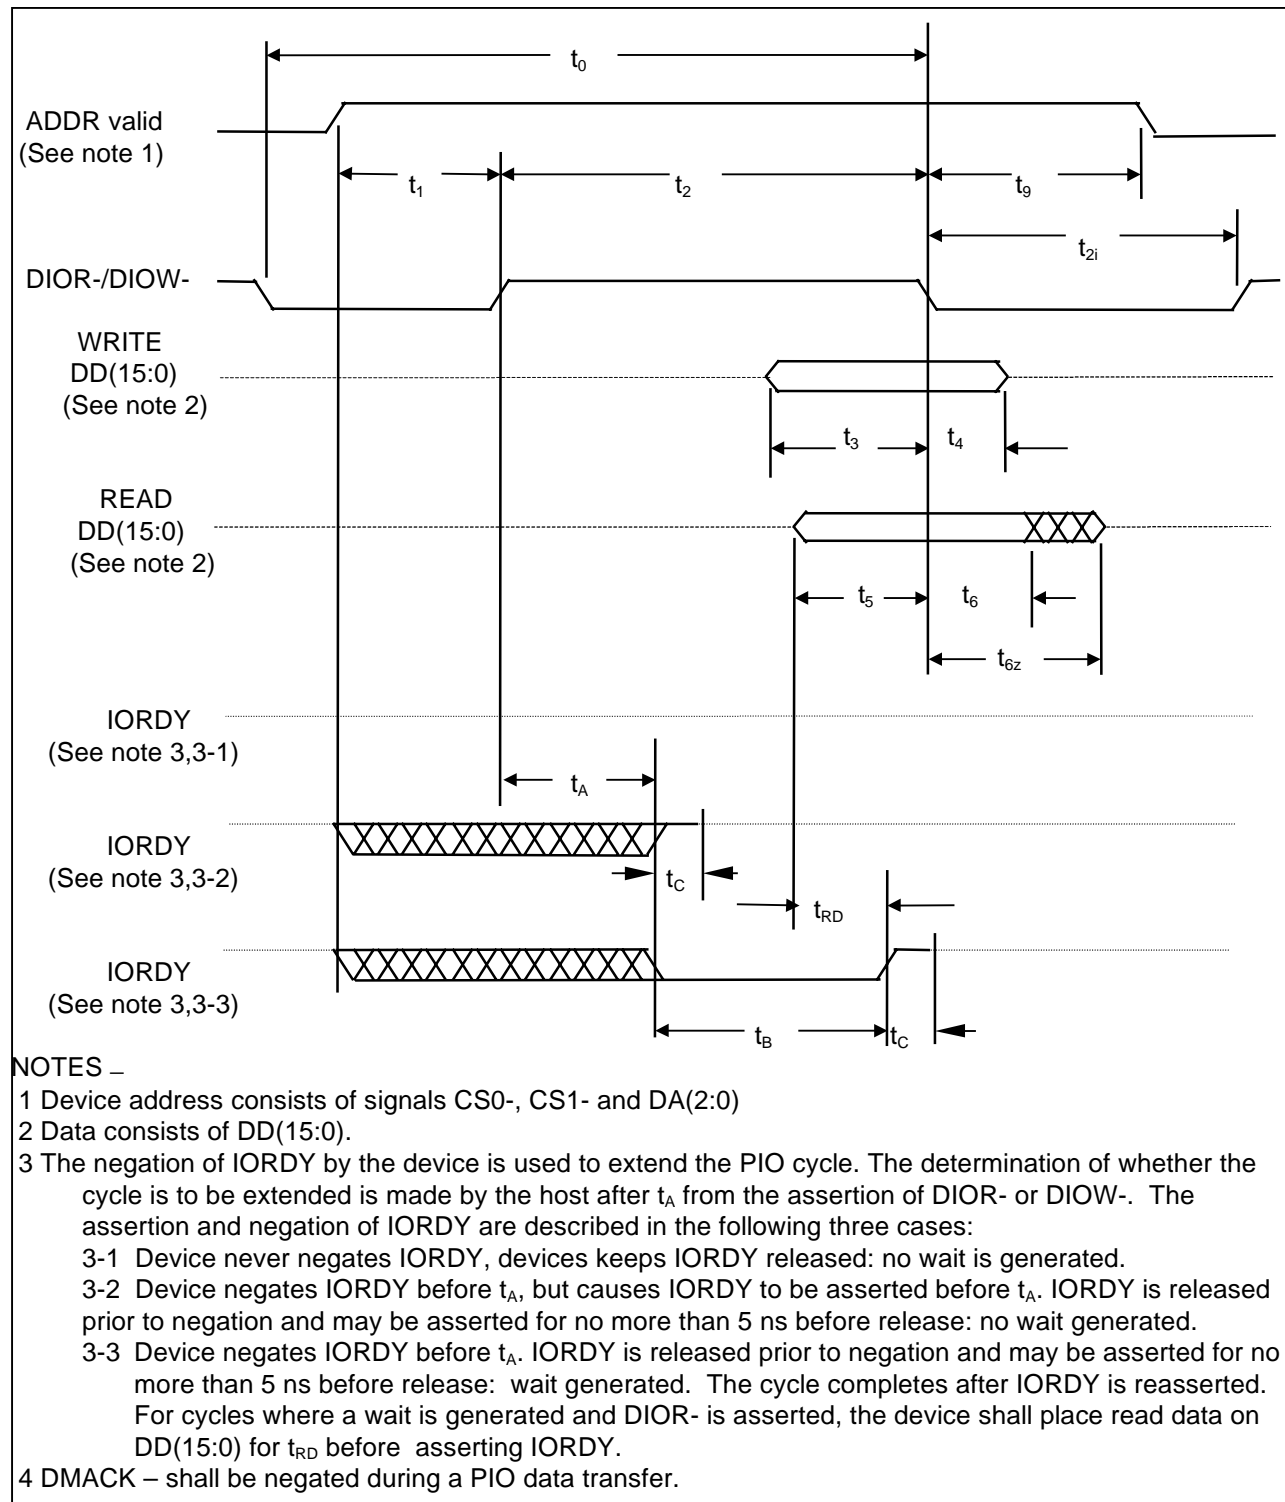 t0
ADDR valid
(See note 1)
t1
t2
t9
t2i
DIOR-/DIOW-
WRITE
DD(15:0)
(See note 2)
t3
t4
READ
DD(15:0)
(See note 2)
t5
t6
t6z
IORDY
(See note 3,3-1)
tA
IORDY
(See note 3,3-2)
tC
tRD
IORDY
(See note 3,3-3)
tB
tC
NOTES –
1 Device address consists of signals CS0-, CS1- and DA(2:0)
2 Data consists of DD(15:0).
3 The negation of IORDY by the device is used to extend the PIO cycle. The determination of whether the
cycle is to be extended is made by the host after tA from the assertion of DIOR- or DIOW-. The
assertion and negation of IORDY are described in the following three cases:
3-1 Device never negates IORDY, devices keeps IORDY released: no wait is generated.
3-2 Device negates IORDY before tA, but causes IORDY to be asserted before tA. IORDY is released
prior to negation and may be asserted for no more than 5 ns before release: no wait generated.
3-3 Device negates IORDY before tA. IORDY is released prior to negation and may be asserted for no
more than 5 ns before release: wait generated. The cycle completes after IORDY is reasserted.
For cycles where a wait is generated and DIOR- is asserted, the device shall place read data on
DD(15:0) for tRD before asserting IORDY.
4 DMACK – shall be negated during a PIO data transfer.